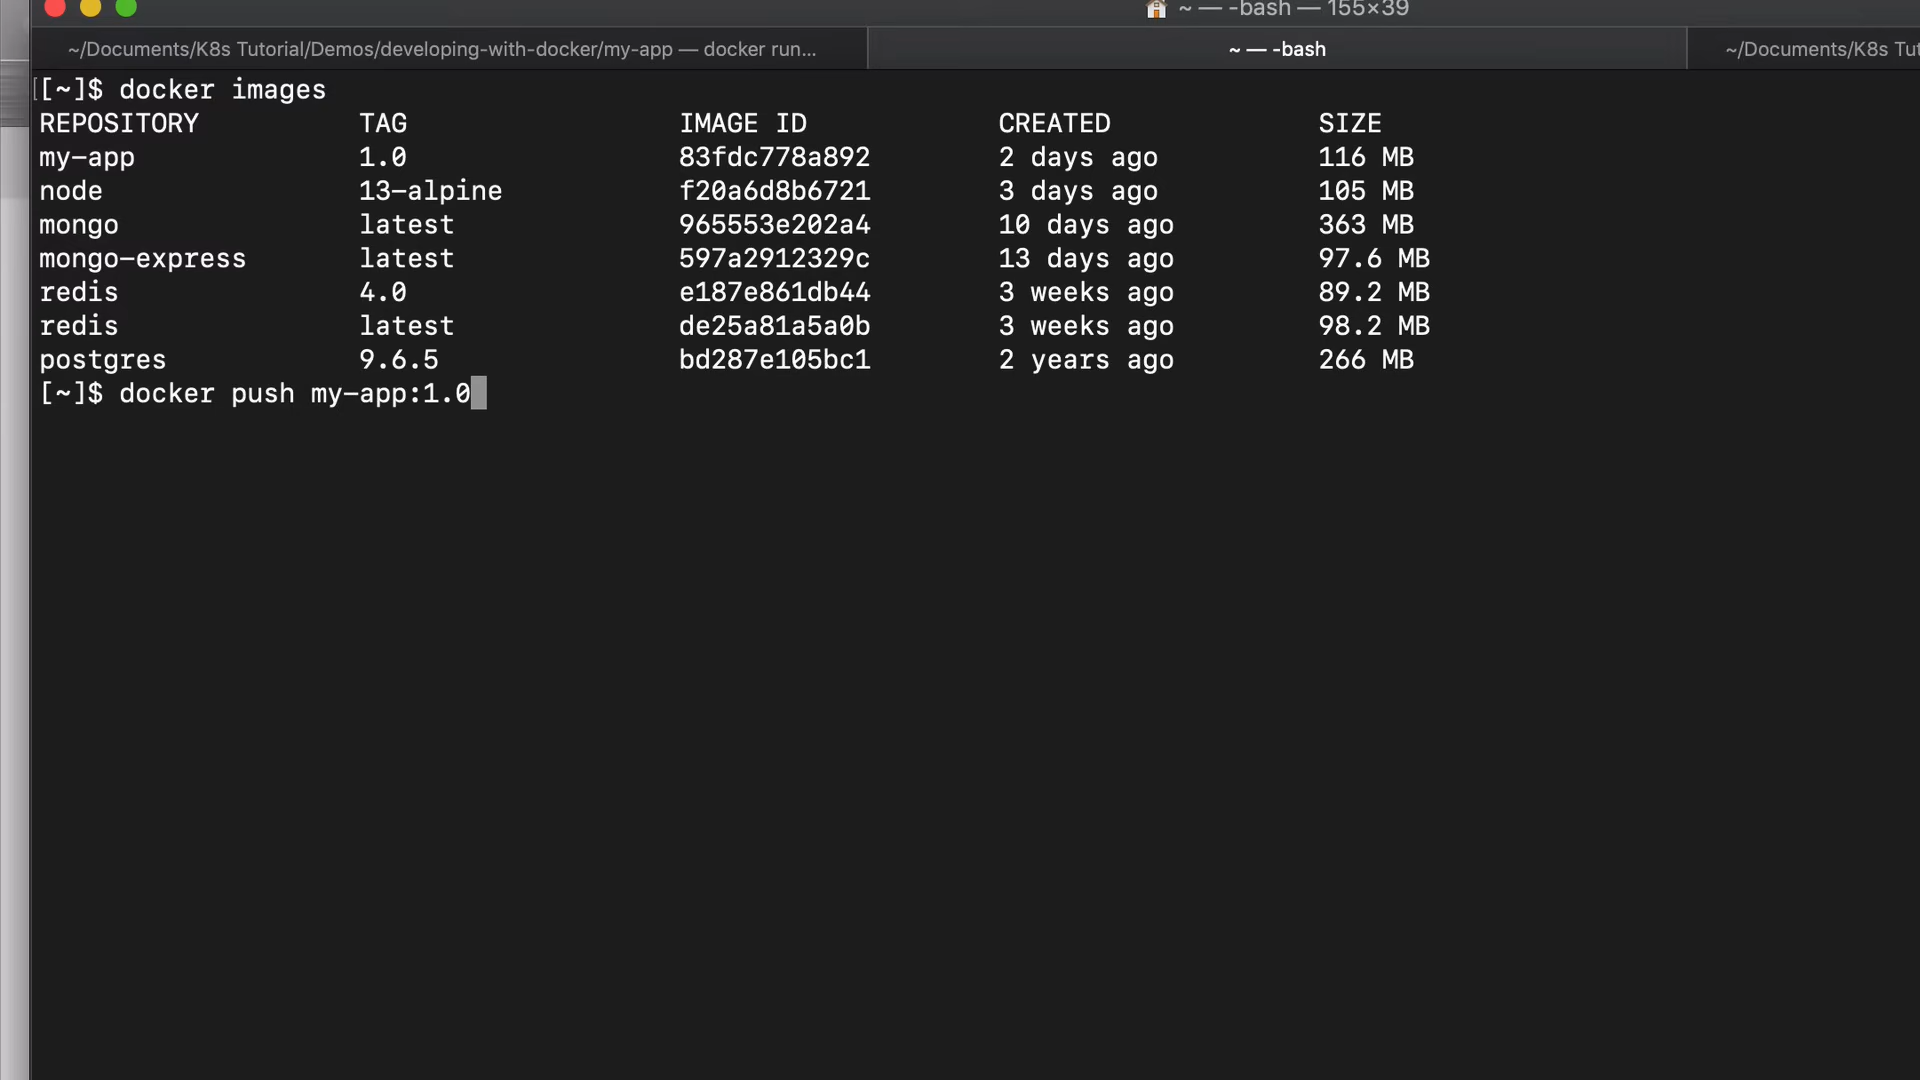 ~ — -bash — 155×39
~/Documents/K8s Tutorial/Demos/developing-with-docker/my-app — docker run... ~ — -bash ~/Documents/K8s Tut
[[~]$ docker images
REPOSITORY TAG IMAGE ID CREATED SIZE
my-app 1.0 83fdc778a892 2 days ago 116 MB
node 13-alpine f20a6d8b6721 3 days ago 105 MB
mongo latest 965553e202a4 10 days ago 363 MB
mongo-express latest 597a2912329c 13 days ago 97.6 MB
redis 4.0 e187e861db44 3 weeks ago 89.2 MB
redis latest de25a81a5a0b 3 weeks ago 98.2 MB
postgres 9.6.5 bd287e105bc1 2 years ago 266 MB
[~]$ docker push my-app:1.0